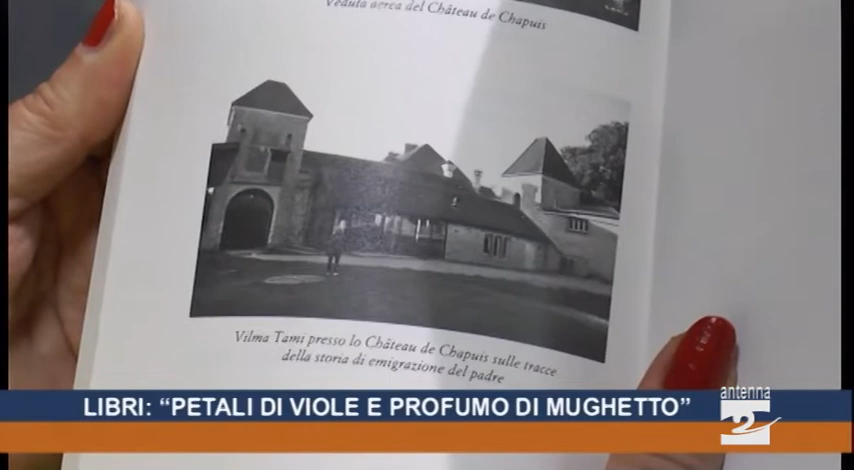 Veduta aerea del Château de Chapuis
Vilma Tami presso lo Château de Chapuis sulle tracce
della storia di emigrazione del padre
LIBRI: “PETALI DI VIOLE E PROFUMO DI MUGHETTO”
antenna
2